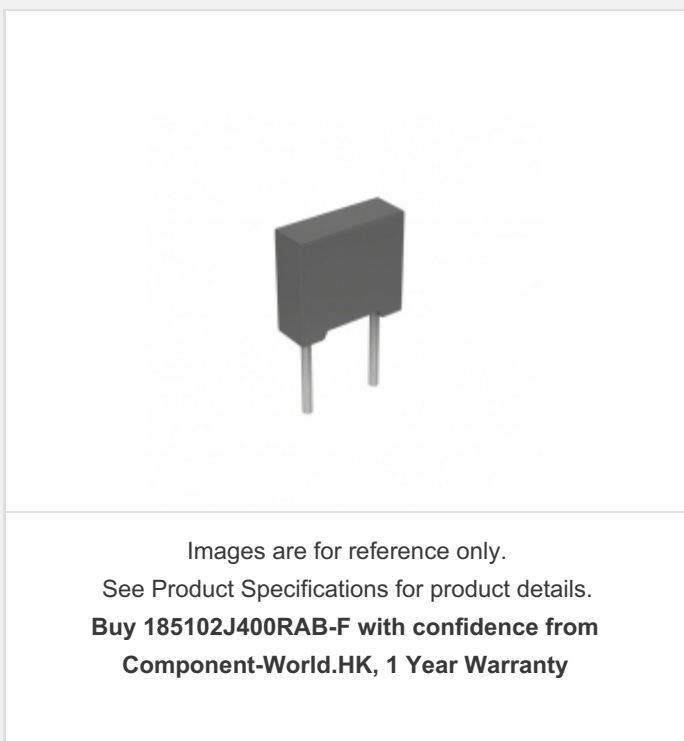 Images are for reference only.
See Product Specifications for product details.
Buy 185102J400RAB-F with confidence from
Component-World.HK, 1 Year Warranty